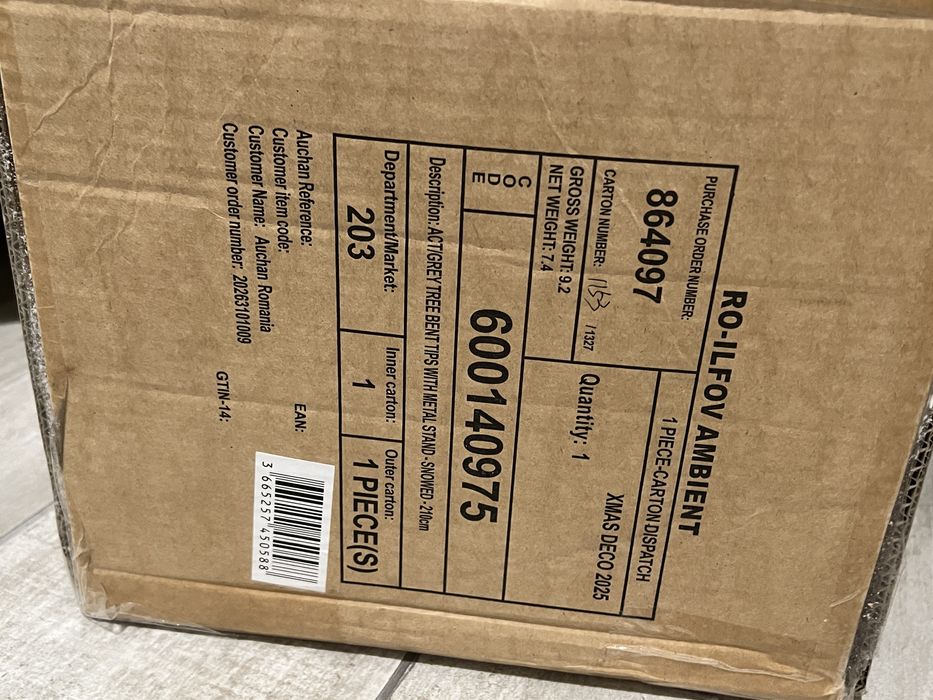 RO-ILFOV AMBIENT
PURCHASE ORDER NUMBER:
864097
1 PIECE-CARTON DISPATCH
CARTON NUMBER: 1153 /1327
GROSS WEIGHT: 9.2
NET WEIGHT: 7.4
Quantity: 1
XMAS DECO 2025
CODE
600140975
Description: ACT/GREY TREE BENT TIPS WITH METAL STAND - SNOWED - 210cm
Department/Market:
203
Inner carton:
1
Outer carton:
1 PIECE(S)
Auchan Reference:
EAN:
Customer item code:
Customer Name: Auchan Romania
Customer order number: 20263101009
GTIN-14:
3 665257 450588